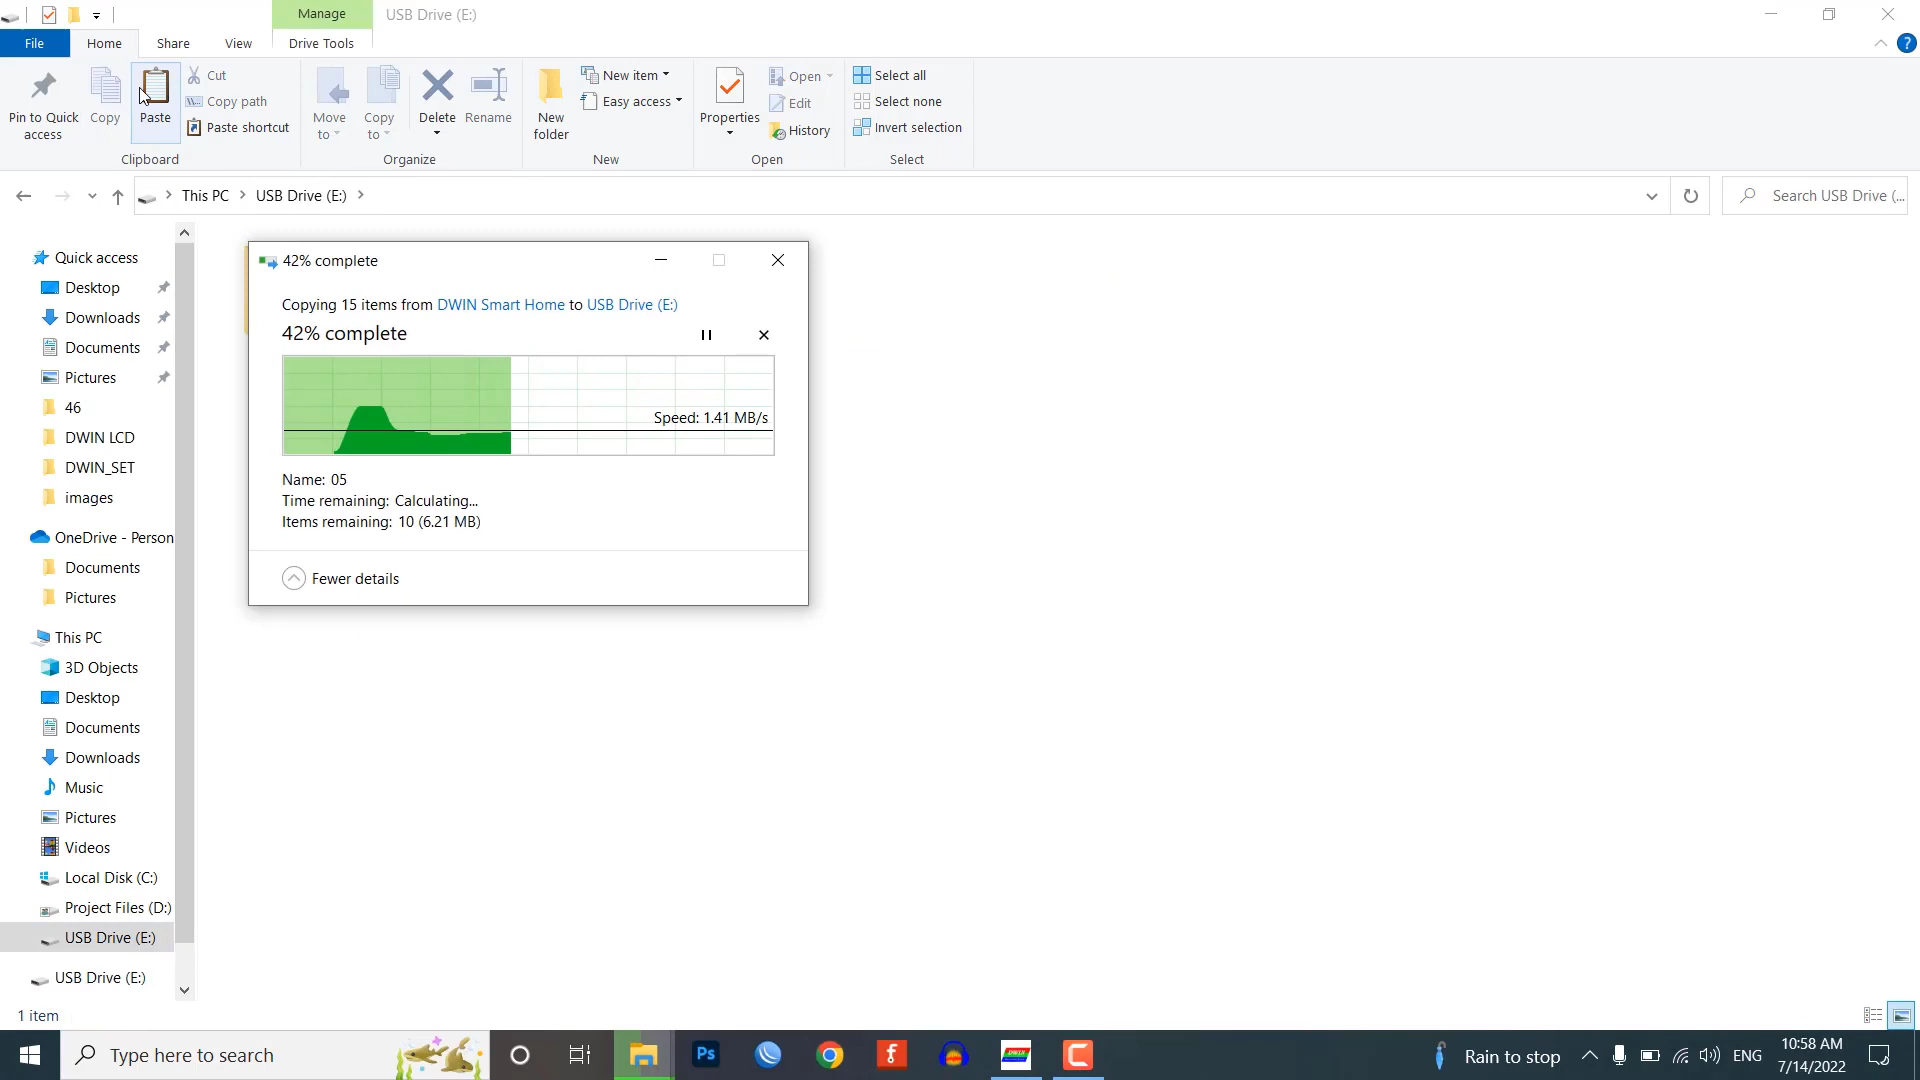 Manage
USB Drive (E:)
File
Home
Share
View
Drive Tools
?
Pin to Quick access
Copy
Paste
Cut
Copy path
Paste shortcut
Clipboard
Move to
Copy to
Delete
Rename
Organize
New folder
New item
Easy access
New
Properties
Open
Edit
History
Open
Select all
Select none
Invert selection
Select
This PC
USB Drive (E:)
Search USB Drive (...
Quick access
Desktop
Downloads
Documents
Pictures
46
DWIN LCD
DWIN_SET
images
OneDrive - Person
Documents
Pictures
This PC
3D Objects
Desktop
Documents
Downloads
Music
Pictures
Videos
Local Disk (C:)
Project Files (D:)
USB Drive (E:)
USB Drive (E:)
42% complete
Copying 15 items from DWIN Smart Home to USB Drive (E:)
42% complete
Speed: 1.41 MB/s
Name: 05
Time remaining: Calculating...
Items remaining: 10 (6.21 MB)
Fewer details
1 item
Type here to search
Ps
f
DWIN
C
Rain to stop
ENG
10:58 AM
7/14/2022